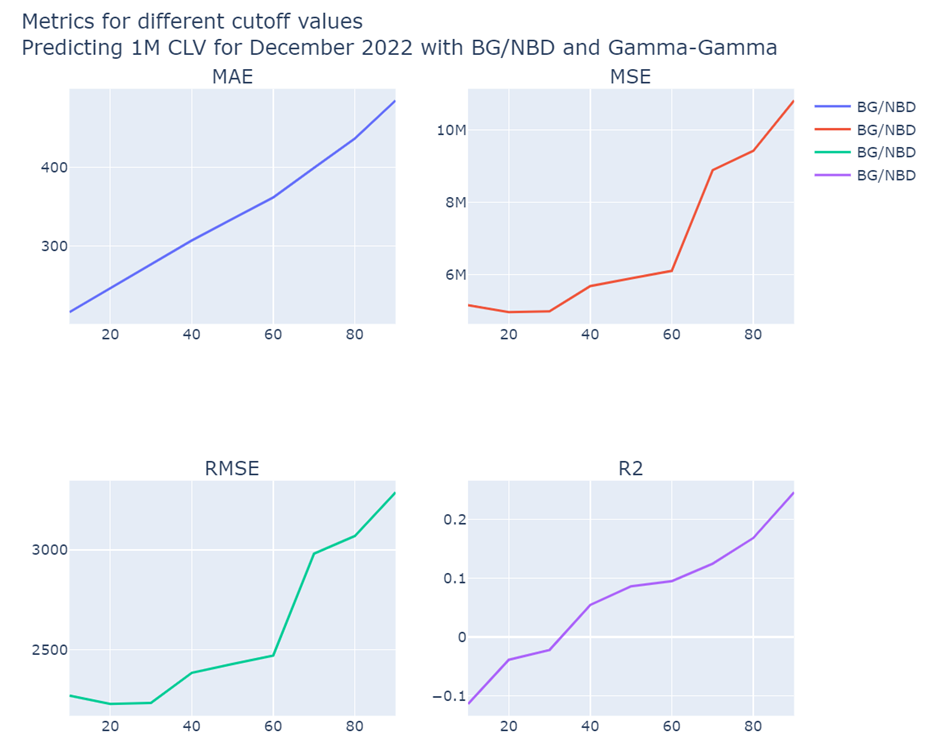 Metrics for different cutoff values
Predicting 1M CLV for December 2022 with BG/NBD and Gamma-Gamma
MAE
400
300
20 40 60 80
MSE
10M
8M
6M
20 40 60 80
BG/NBD
BG/NBD
BG/NBD
BG/NBD
RMSE
3000
2500
20 40 60 80
R2
0.2
0.1
0
−0.1
20 40 60 80